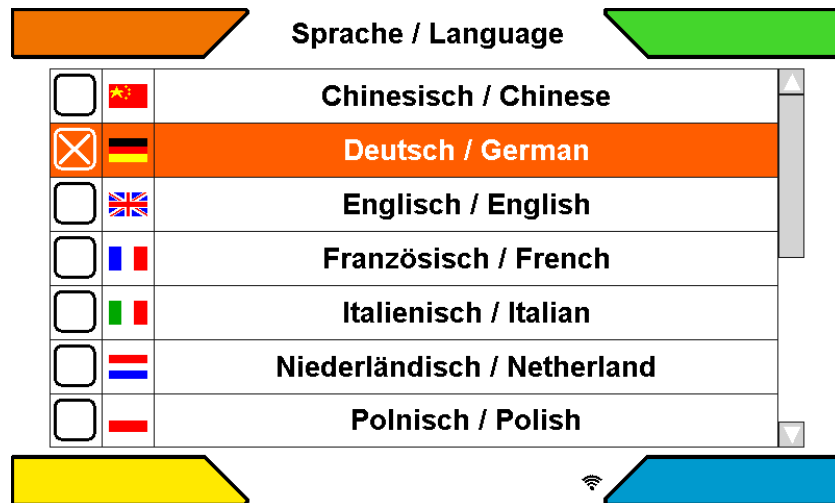 Sprache / Language
Chinesisch / Chinese
Deutsch / German
Englisch / English
Französisch / French
Italienisch / Italian
Niederländisch / Netherland
Polnisch / Polish